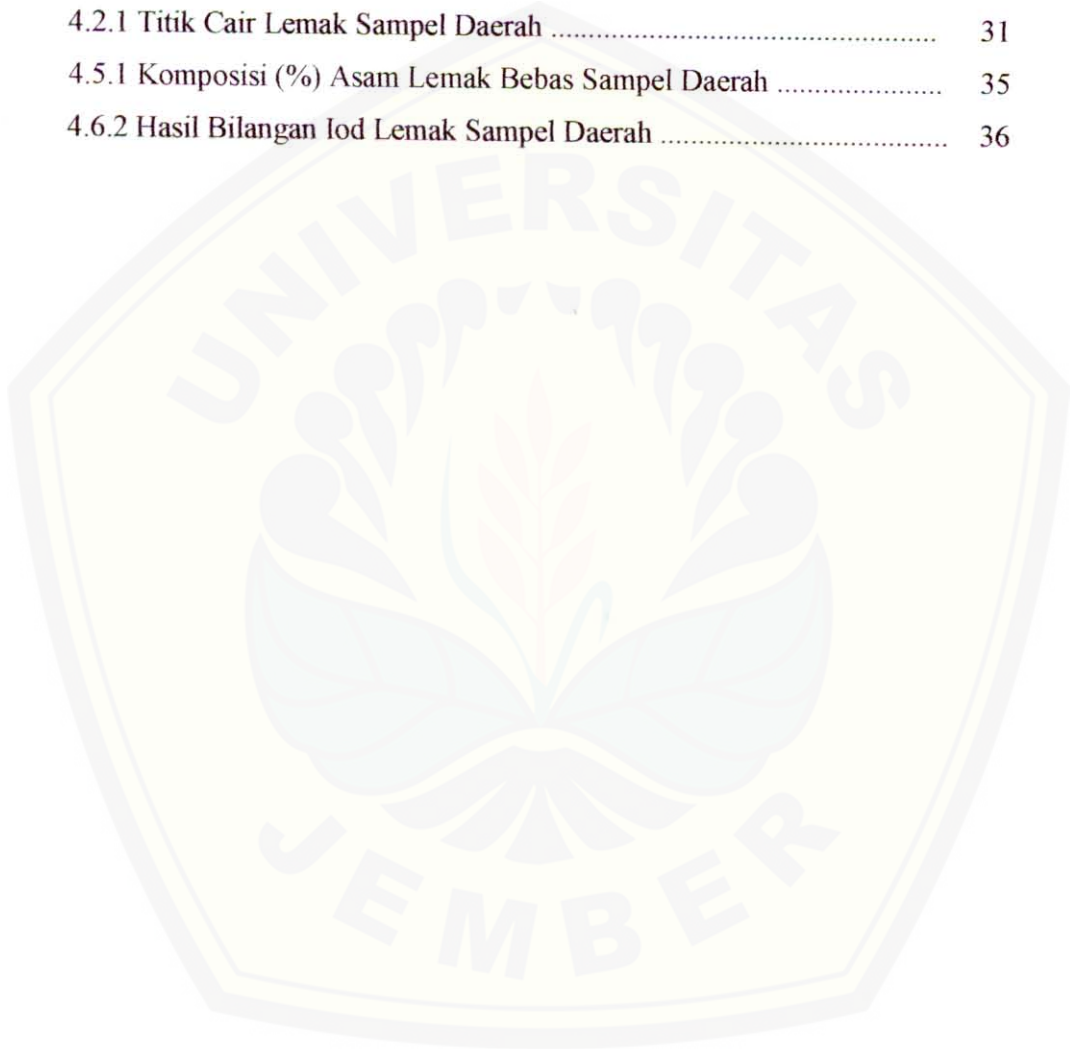 4.2.1 Titik Cair Lemak Sampel Daerah .................................................... 31
4.5.1 Komposisi (%) Asam Lemak Bebas Sampel Daerah ...................... 35
4.6.2 Hasil Bilangan Iod Lemak Sampel Daerah ...................................... 36
UNIVERSITAS
JEMBER